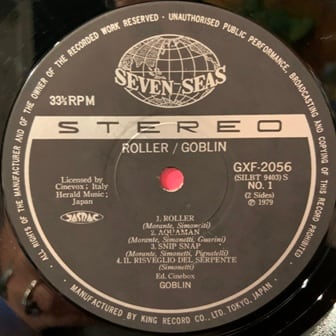 ALL RIGHTS OF THE MANUFACTURER AND OF THE OWNER OF THE RECORDED WORK RESERVED - UNAUTHORISED PUBLIC PERFORMANCE, BROADCASTING AND COPYING OF THIS RECORD PROHIBITED
SEVEN-SEAS
33⅓ RPM
STEREO
ROLLER / GOBLIN
Licensed by
Cinevox; Italy
Herald Music;
Japan
JASRAC
GXF-2056
(SILBT 9403) S
NO. 1
(2 Sides)
℗ 1979
1. ROLLER
(Morante, Simonetti)
2. AQUAMAN
(Morante, Simonetti, Guarini)
3. SNIP SNAP
(Morante, Simonetti, Pignatelli)
4. IL RISVEGLIO DEL SERPENTE
(Simonetti)
Ed. Cinebox
GOBLIN
MANUFACTURED BY KING RECORD CO., LTD. TOKYO, JAPAN